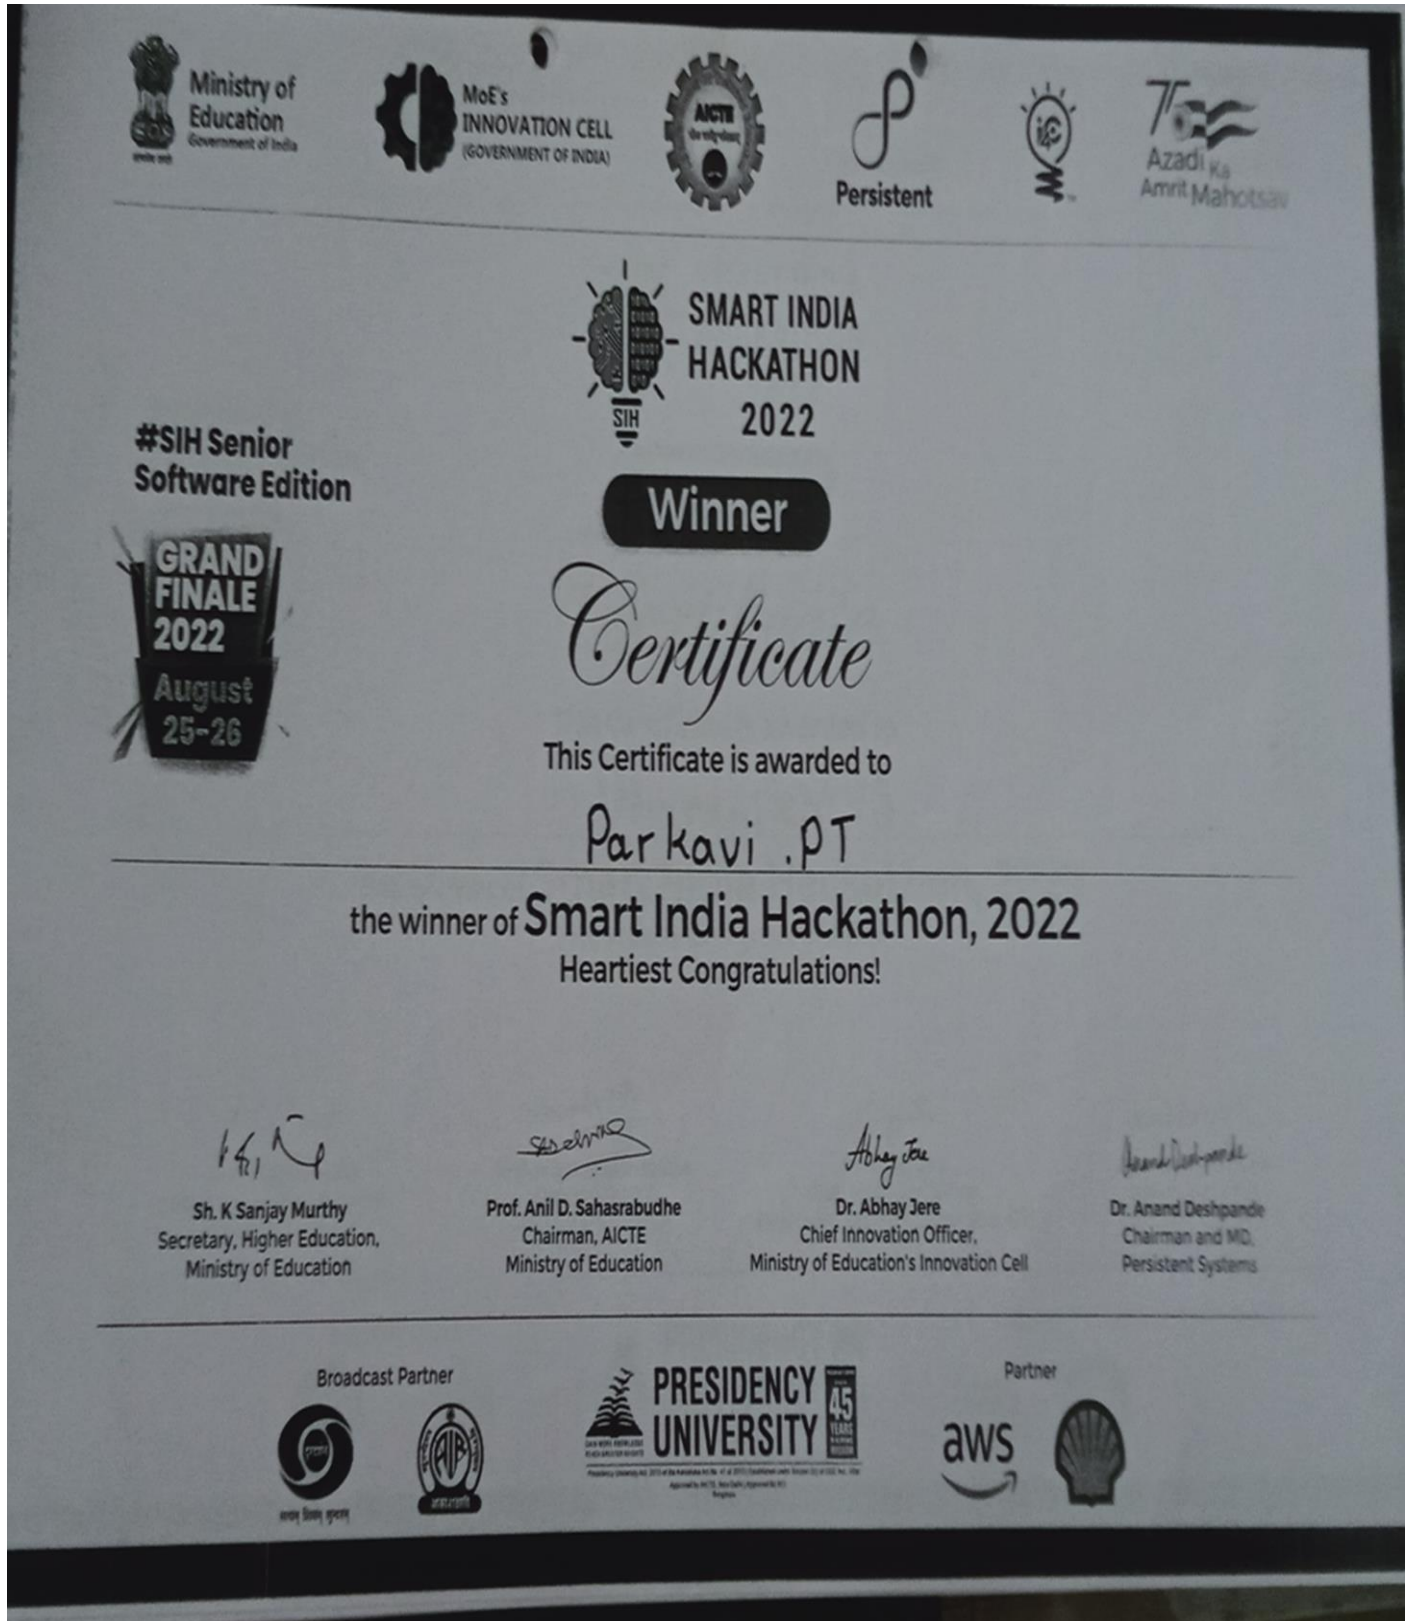 Ministry of
Education
Government of India
MoE's
INNOVATION CELL
(GOVERNMENT OF INDIA)
AICTE
Persistent
75
Azadi Ka
Amrit Mahotsav
SMART INDIA
HACKATHON
2022
SIH
#SIH Senior
Software Edition
Winner
GRAND
FINALE
2022
August
25-26
Certificate
This Certificate is awarded to
Parkavi .PT
the winner of Smart India Hackathon, 2022
Heartiest Congratulations!
Abhay Jere
Anand Deshpande
Sh. K Sanjay Murthy
Secretary, Higher Education,
Ministry of Education
Prof. Anil D. Sahasrabudhe
Chairman, AICTE
Ministry of Education
Dr. Abhay Jere
Chief Innovation Officer,
Ministry of Education's Innovation Cell
Dr. Anand Deshpande
Chairman and MD,
Persistent Systems
Broadcast Partner
PRESIDENCY
UNIVERSITY
45
YEARS
Partner
aws